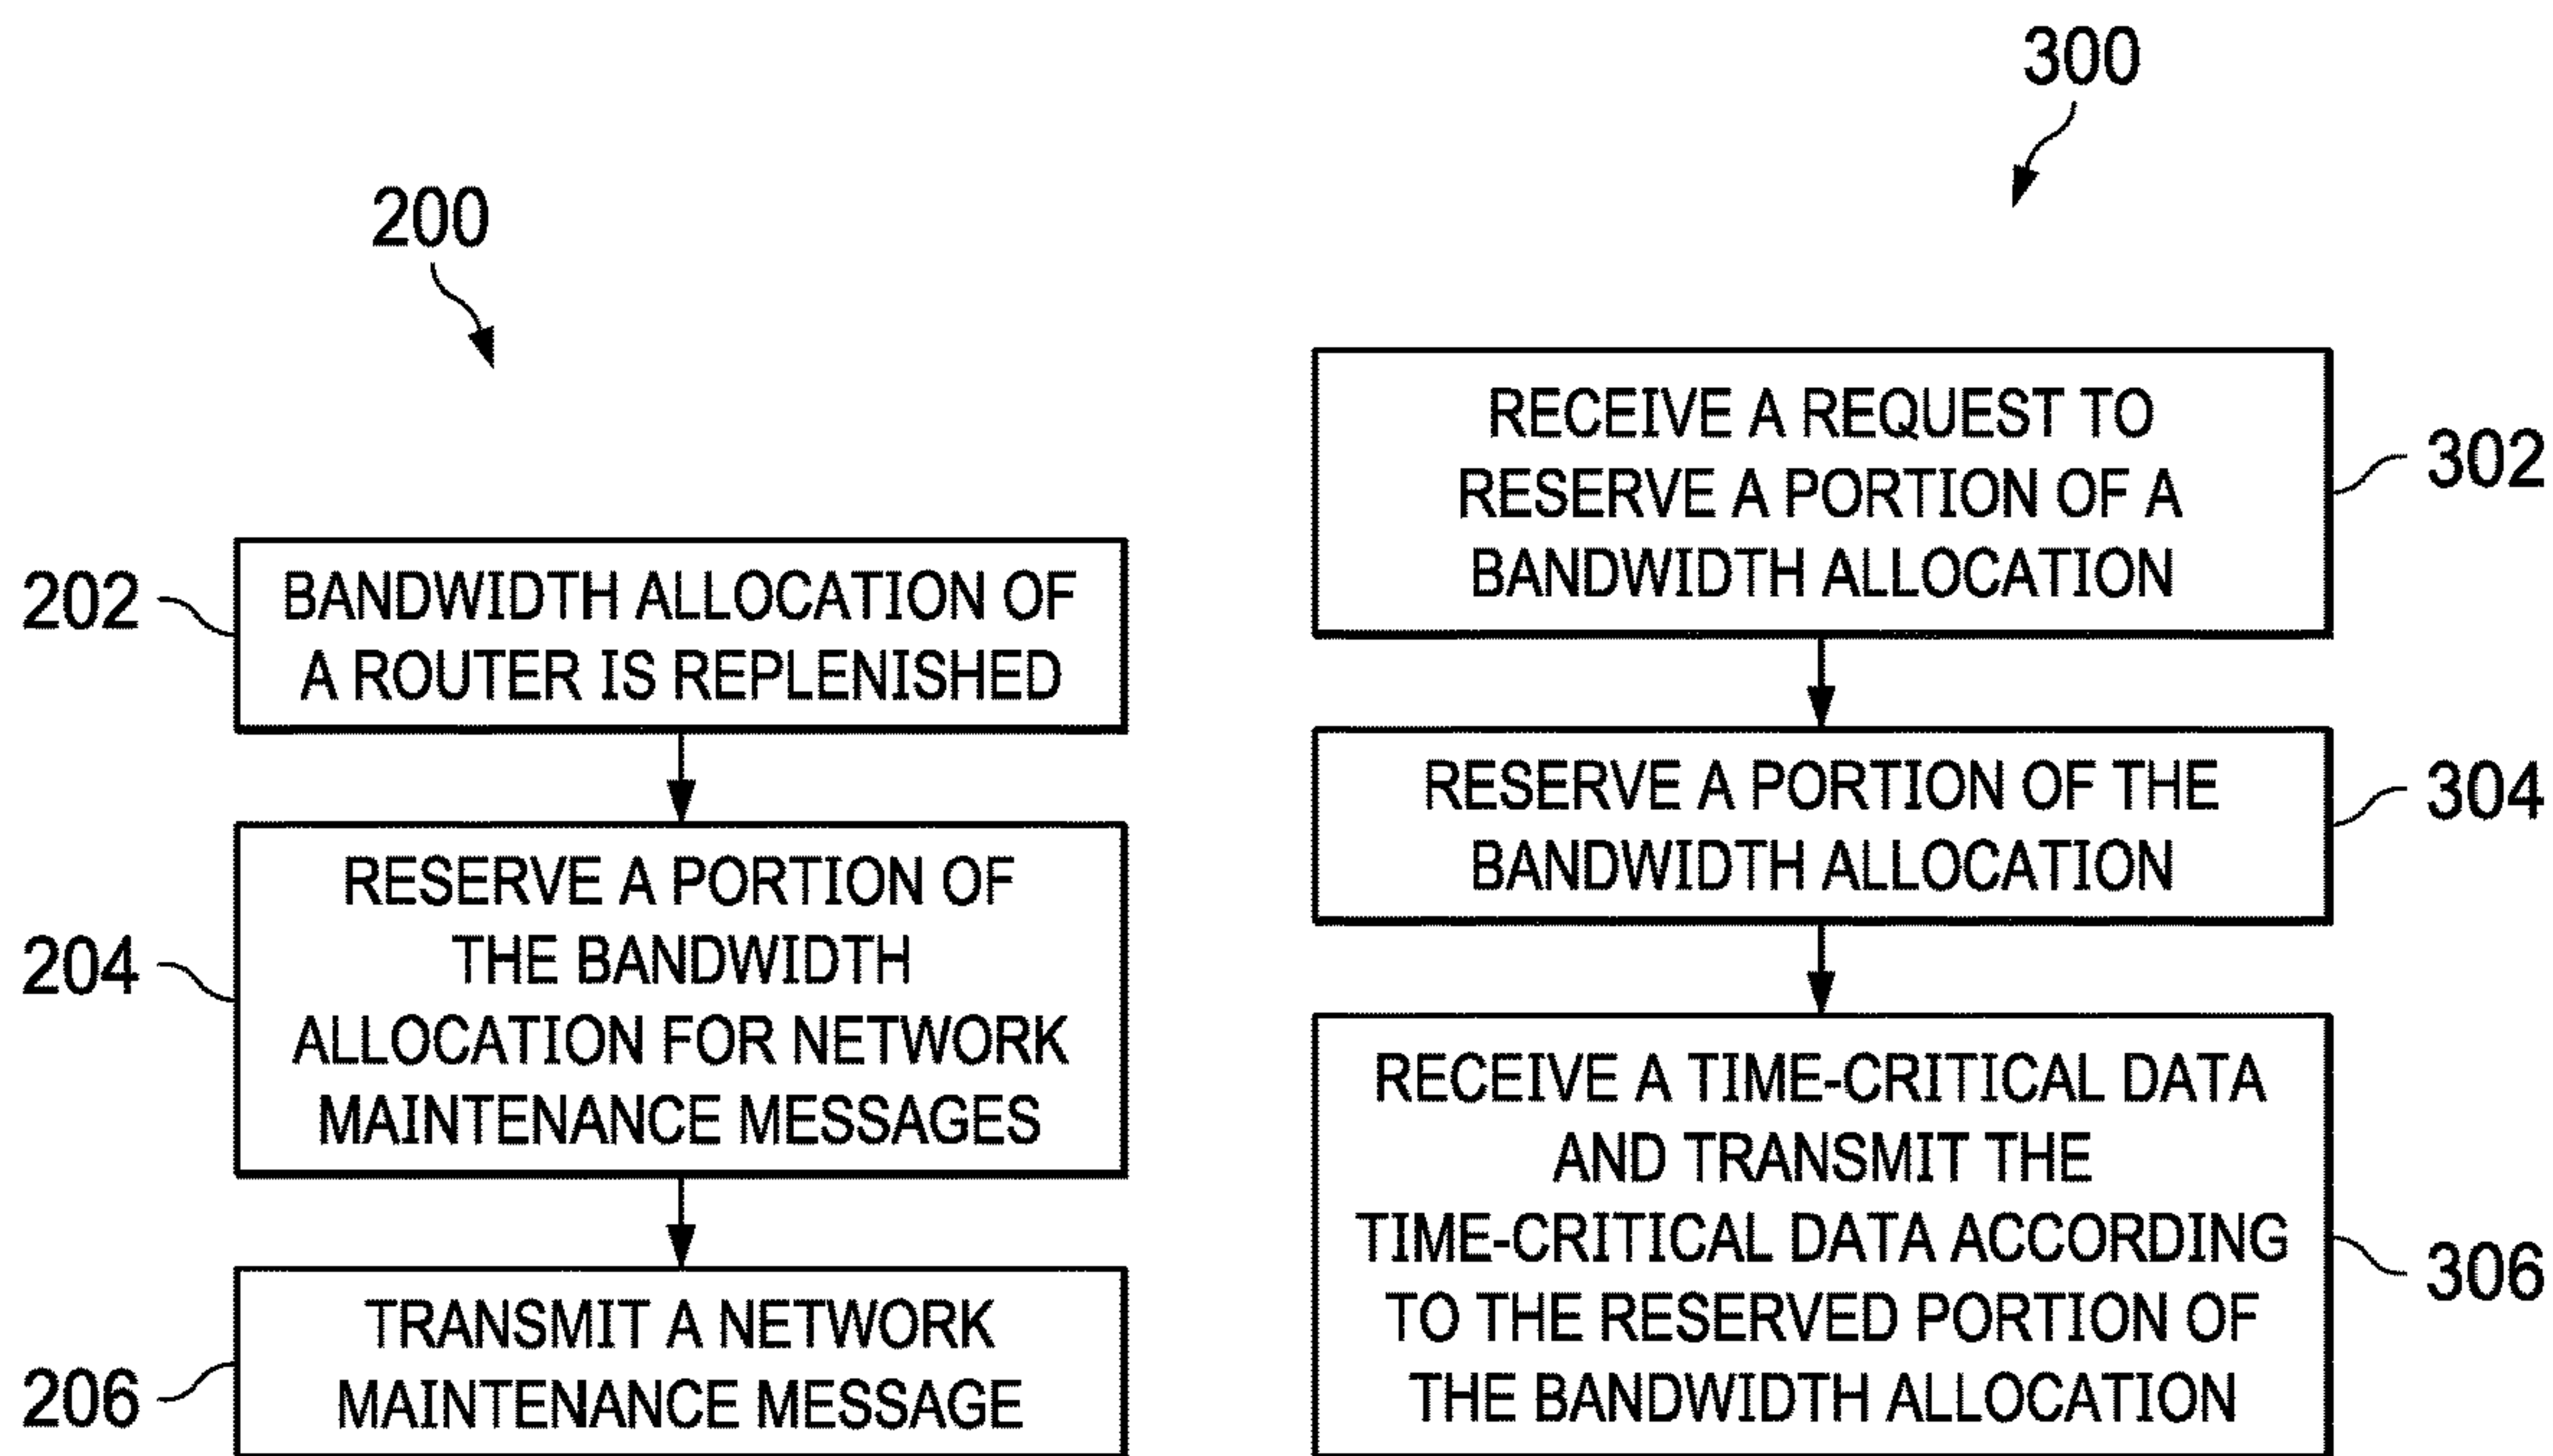 200
202
BANDWIDTH ALLOCATION OF
A ROUTER IS REPLENISHED
204
RESERVE A PORTION OF
THE BANDWIDTH
ALLOCATION FOR NETWORK
MAINTENANCE MESSAGES
206
TRANSMIT A NETWORK
MAINTENANCE MESSAGE
300
RECEIVE A REQUEST TO
RESERVE A PORTION OF A
BANDWIDTH ALLOCATION
302
RESERVE A PORTION OF THE
BANDWIDTH ALLOCATION
304
RECEIVE A TIME-CRITICAL DATA
AND TRANSMIT THE
TIME-CRITICAL DATA ACCORDING
TO THE RESERVED PORTION OF
THE BANDWIDTH ALLOCATION
306